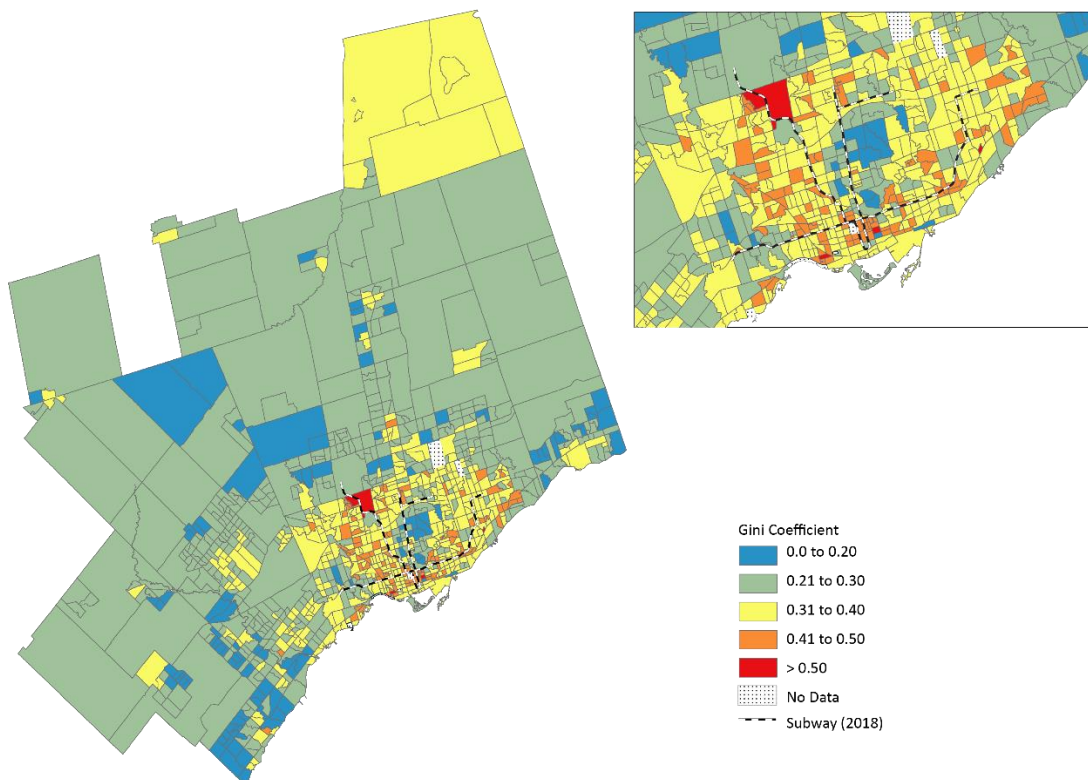 Gini Coefficient
0.0 to 0.20
0.21 to 0.30
0.31 to 0.40
0.41 to 0.50
> 0.50
No Data
Subway (2018)